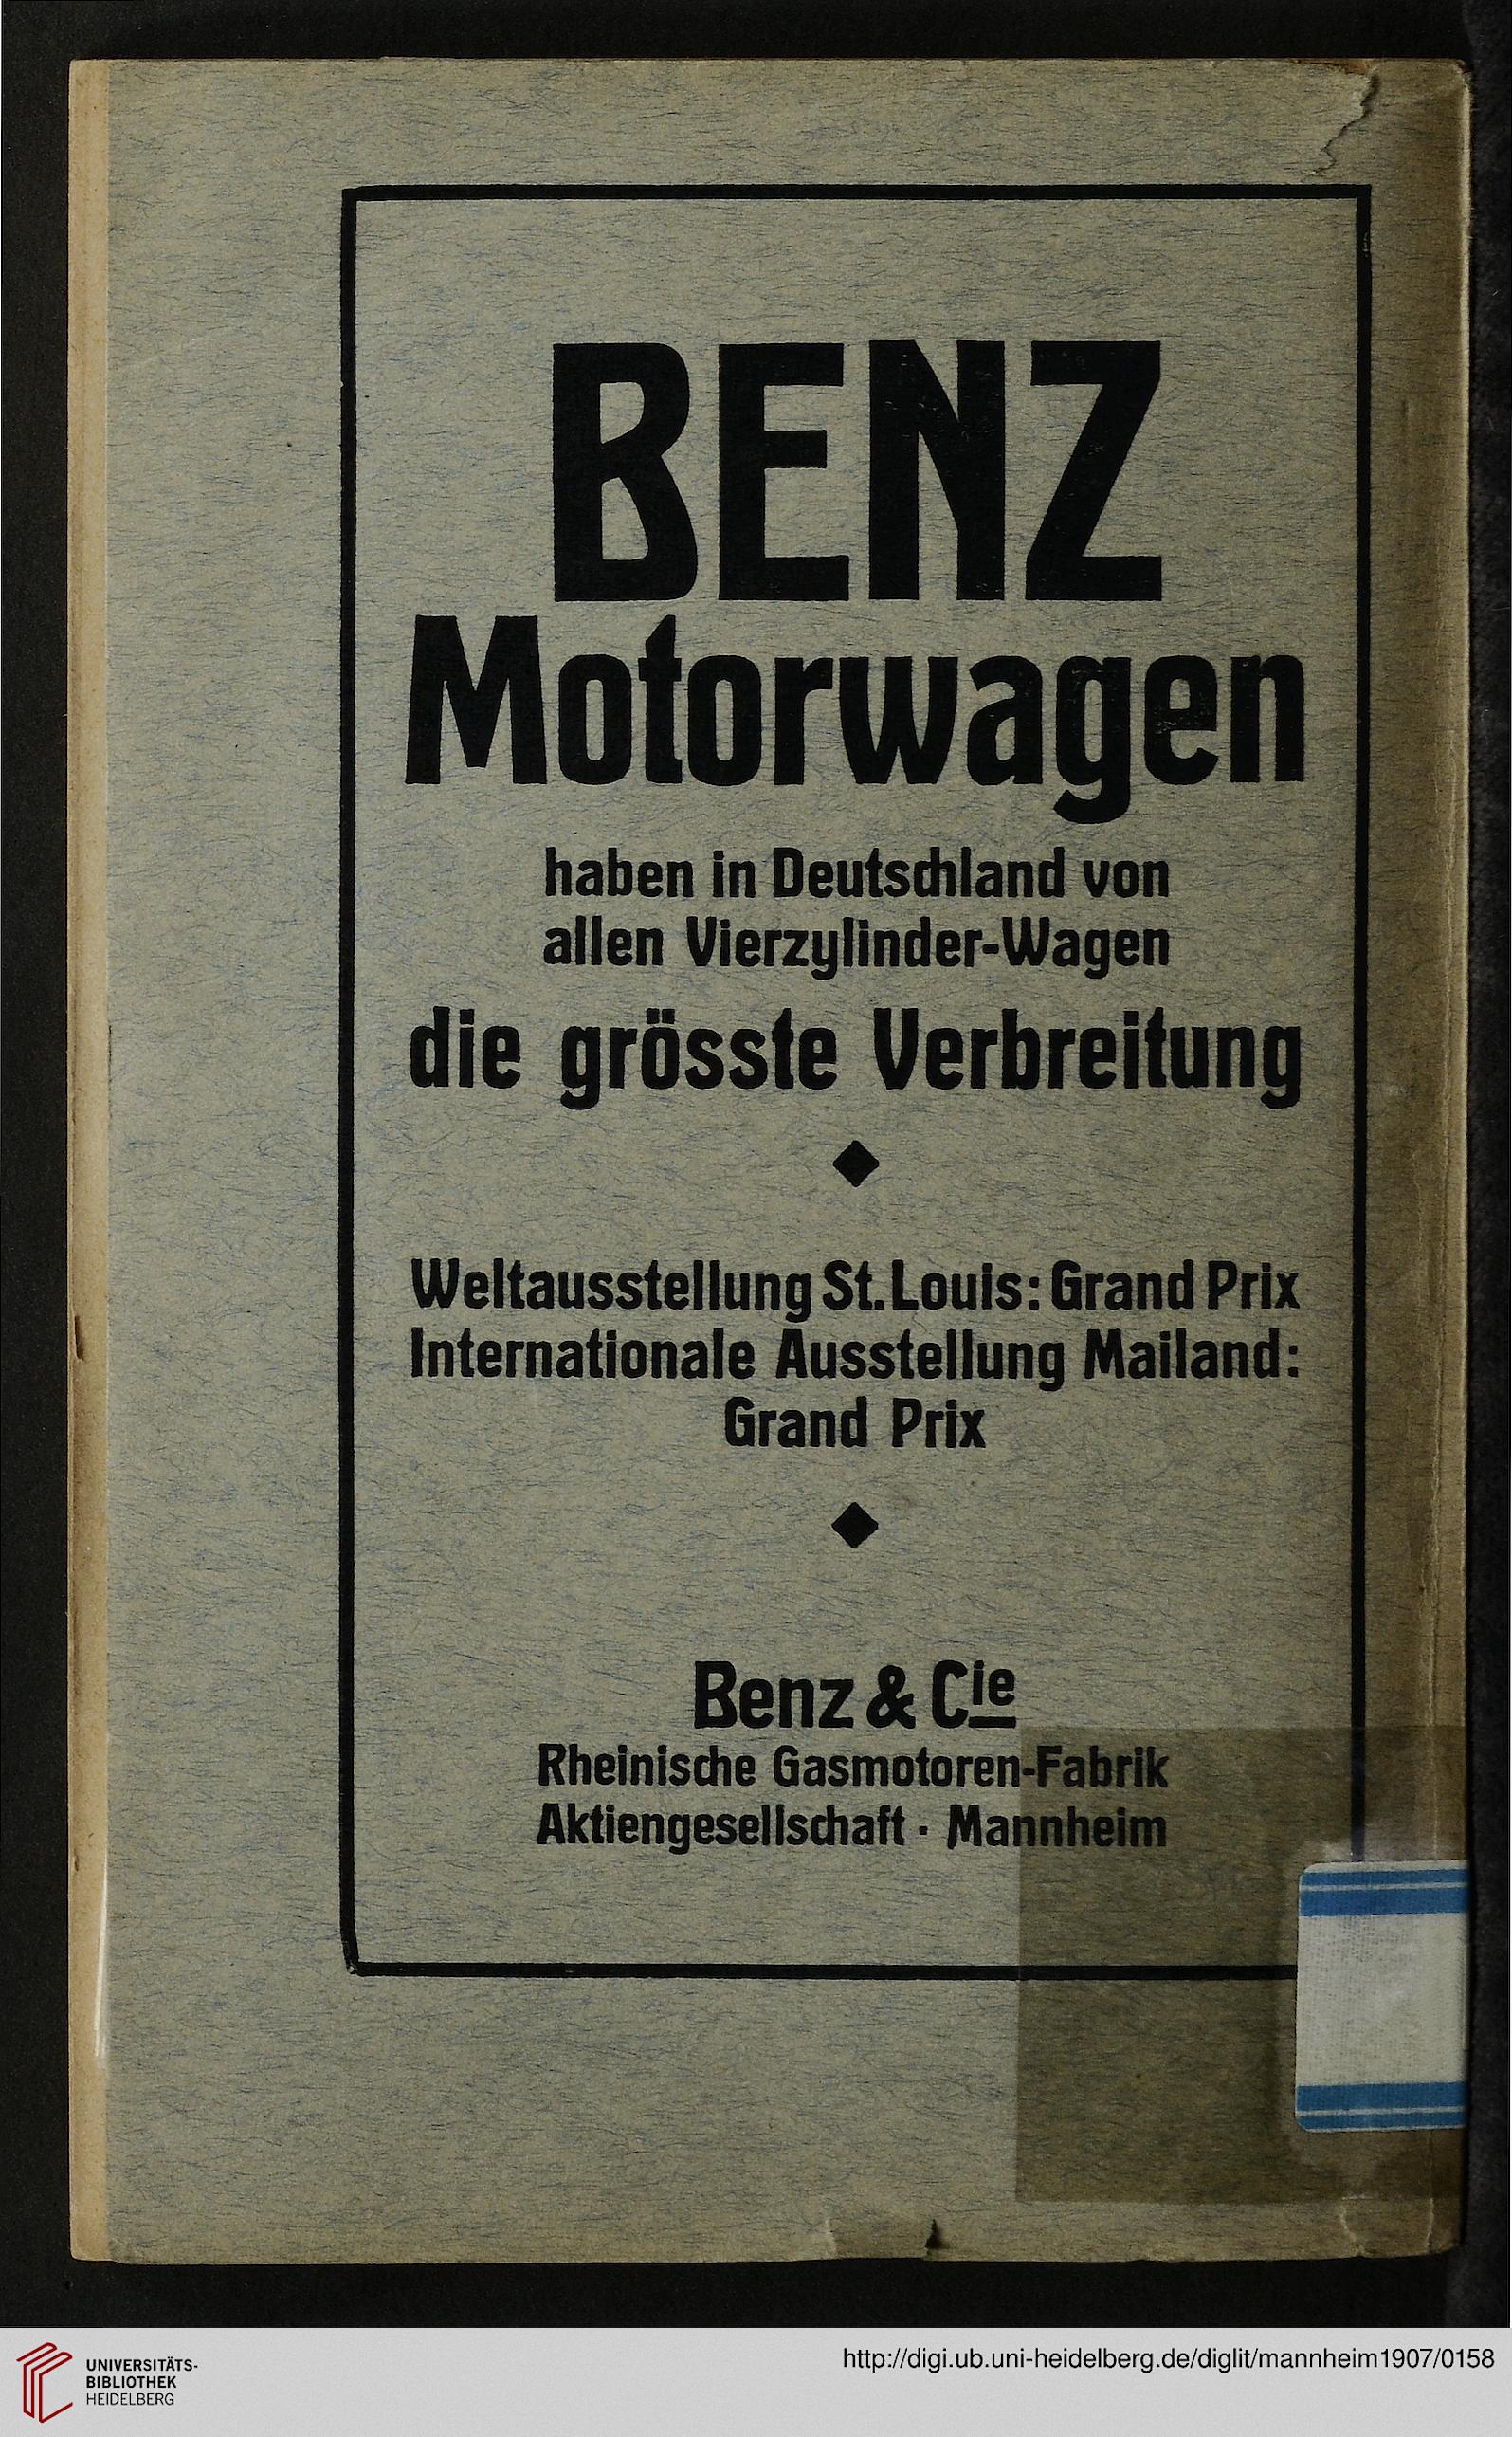 BENZ
Motorwagen
haben in Deutschland von
allen Vierzylinder-Wagen
die grösste Verbreitung
Weltausstellung St. Louis: Grand Prix
Internationale Ausstellung Mailand:
Grand Prix
Benz & Cie
Rheinische Gasmotoren-Fabrik
Aktiengesellschaft · Mannheim
UNIVERSITÄTS-
BIBLIOTHEK
HEIDELBERG
http://digi.ub.uni-heidelberg.de/diglit/mannheim1907/0158